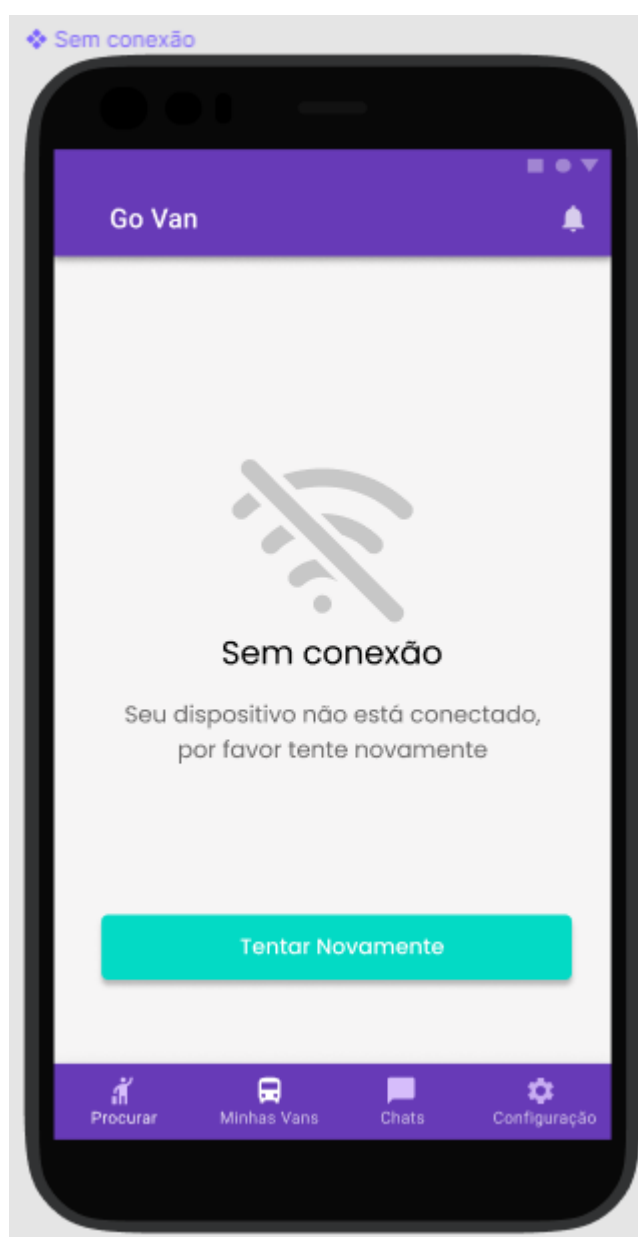 Sem conexão
Go Van
Sem conexão
Seu dispositivo não está conectado,
por favor tente novamente
Tentar Novamente
Procurar Minhas Vans Chats Configuração